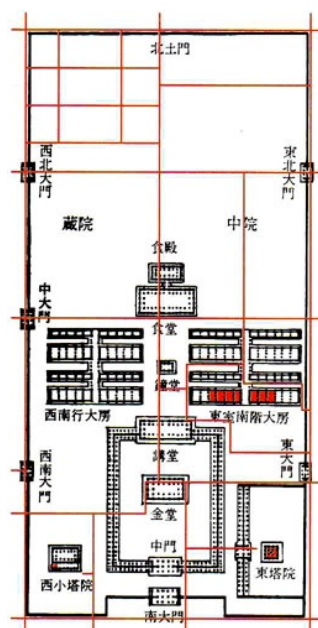 北土門
西北大門
東北大門
蔵院
中院
食殿
中大門
食堂
鐘堂
西南行大房
東室南階大房
講堂
西南大門
東大門
金堂
中門
西小塔院
東塔院
南大門